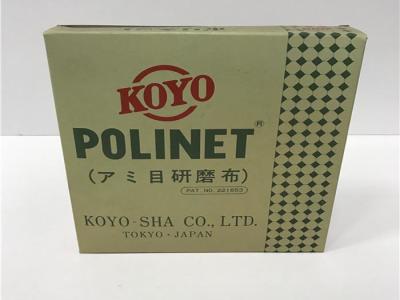 KOYO
POLINET®
(アミ目研磨布)
PAT NO. 221653
KOYO-SHA CO., LTD.
TOKYO・JAPAN